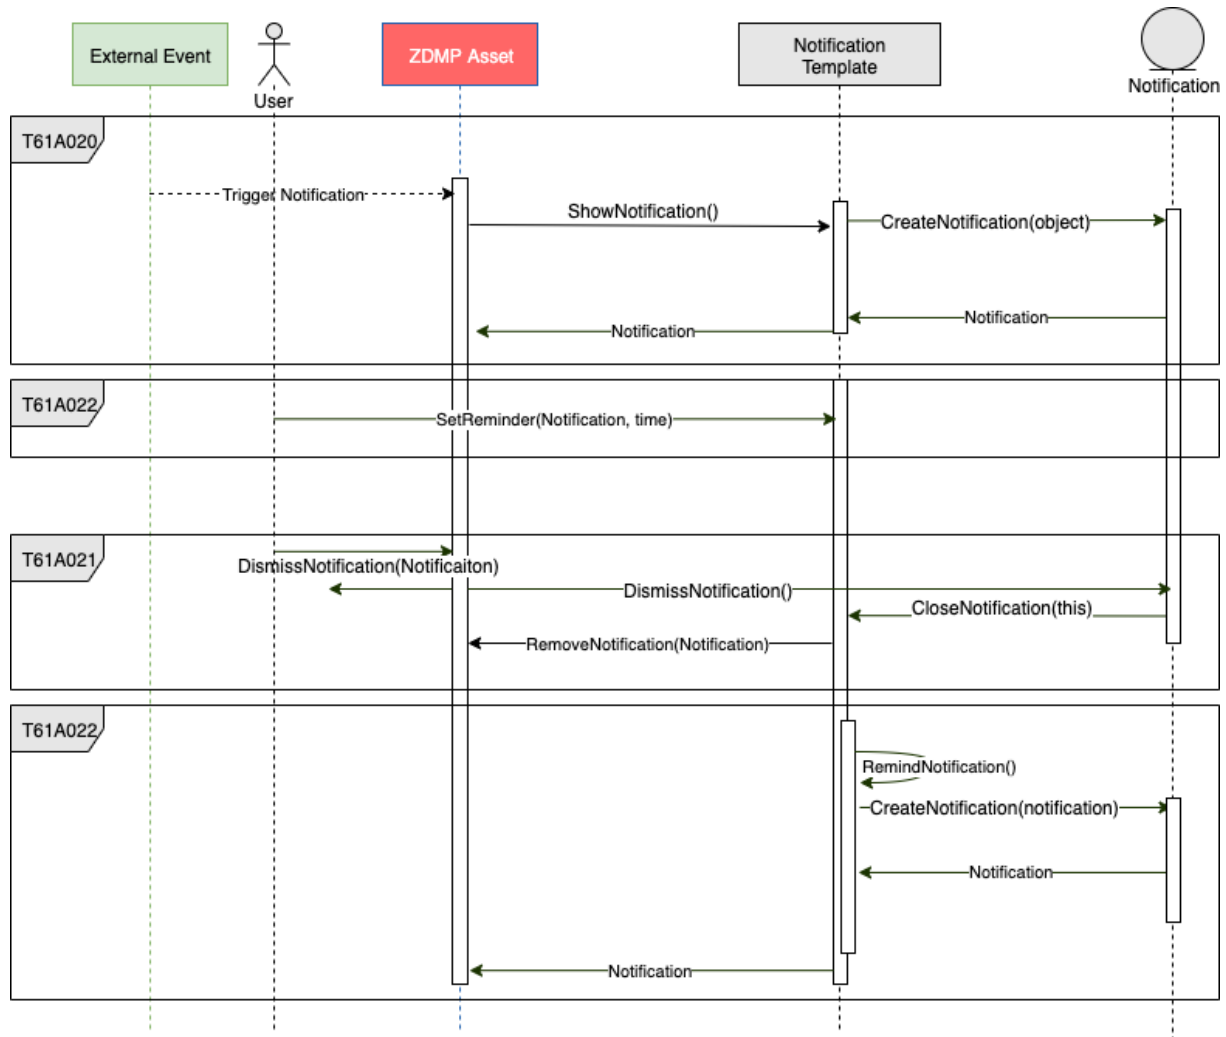 External Event
User
ZDMP Asset
Notification
Template
Notification
T61A020
Trigger Notification
ShowNotification()
CreateNotification(object)
Notification
Notification
T61A022
SetReminder(Notification, time)
T61A021
DismissNotification(Notificaiton)
DismissNotification()
CloseNotification(this)
RemoveNotification(Notification)
T61A022
RemindNotification()
CreateNotification(notification)
Notification
Notification